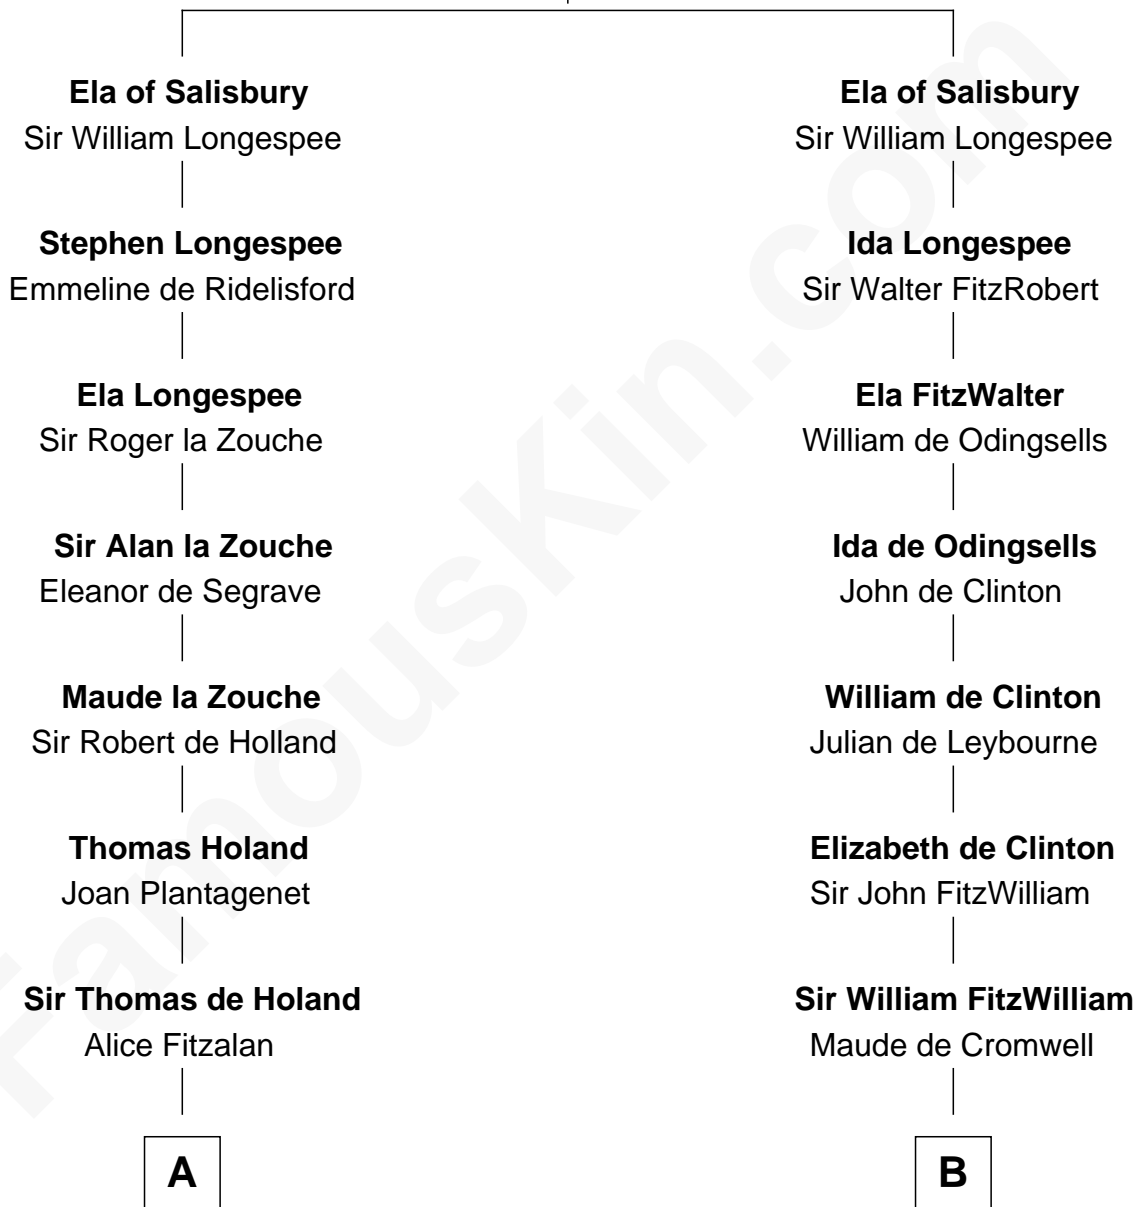 Ela of Salisbury
Sir William Longespee
Stephen Longespee
Emmeline de Ridelisford
Ela Longespee
Sir Roger la Zouche
Sir Alan la Zouche
Eleanor de Segrave
Maude la Zouche
Sir Robert de Holland
Thomas Holand
Joan Plantagenet
Sir Thomas de Holand
Alice Fitzalan
A
Ela of Salisbury
Sir William Longespee
Ida Longespee
Sir Walter FitzRobert
Ela FitzWalter
William de Odingsells
Ida de Odingsells
John de Clinton
William de Clinton
Julian de Leybourne
Elizabeth de Clinton
Sir John FitzWilliam
Sir William FitzWilliam
Maude de Cromwell
B
FamousKin.com